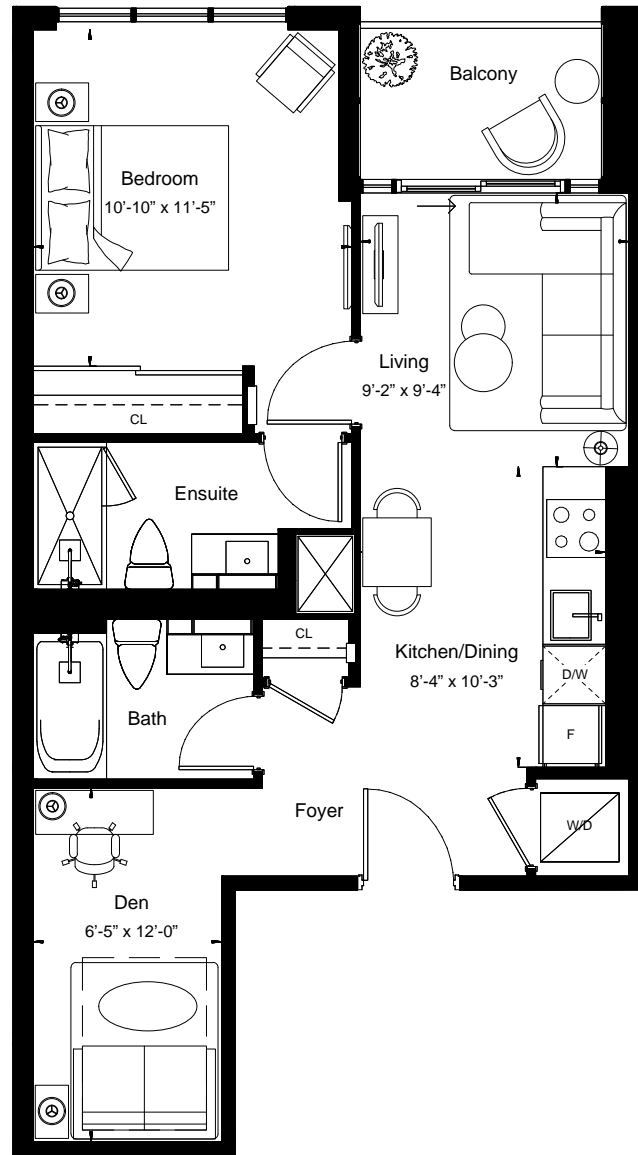 Balcony
Bedroom
10’-10” x 11’-5”
Living
9’-2” x 9’-4”
CL
Ensuite
CL
Kitchen/Dining
8’-4” x 10’-3”
D/W
Bath
F
Foyer
W/D
Den
6’-5” x 12’-0”